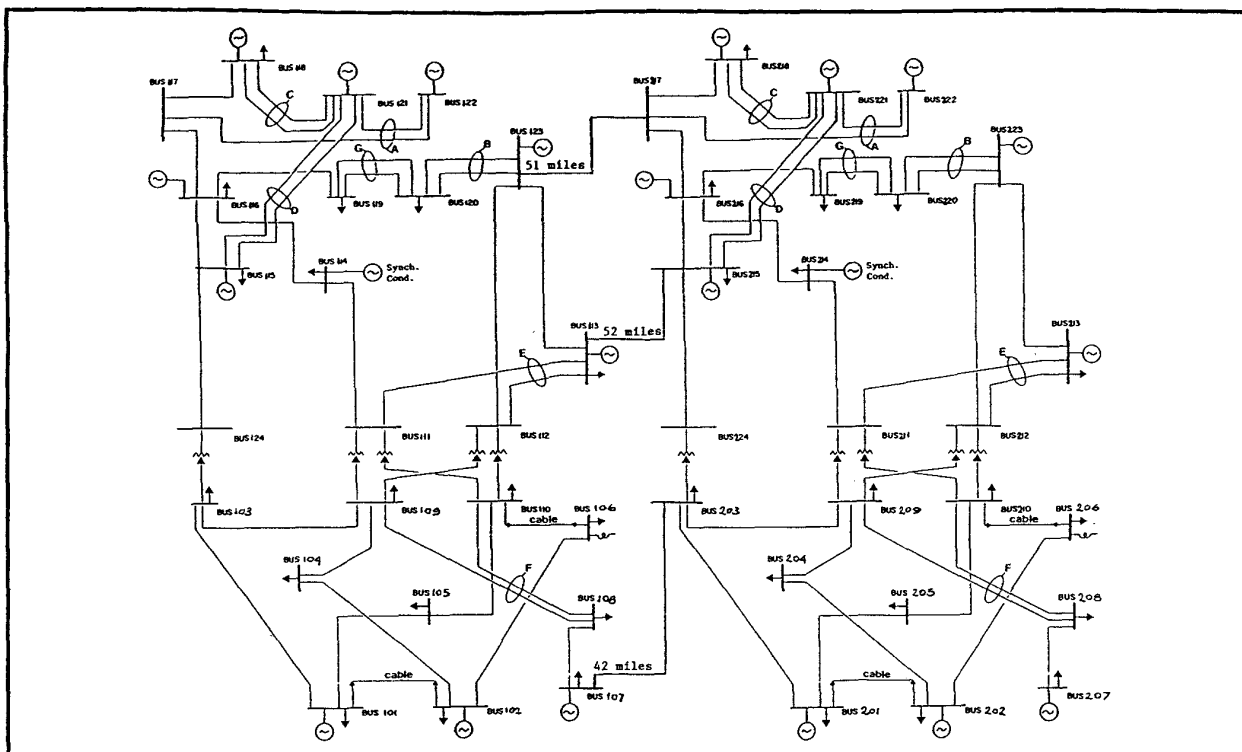 BUS 118
BUS 117
C
BUS 121
BUS 122
A
BUS 123
B
G
D
BUS 116
BUS 119
BUS 120
BUS 115
BUS 114
Synch.
Cond.
51 miles
BUS 113
52 miles
E
BUS 124
BUS 111
BUS 112
BUS 103
BUS 109
BUS 110
BUS 106
cable
BUS 104
F
BUS 105
BUS 108
42 miles
cable
BUS 101
BUS 102
BUS 107
BUS 218
BUS 217
C
BUS 221
BUS 222
A
BUS 223
B
G
D
BUS 216
BUS 219
BUS 220
BUS 215
BUS 214
Synch.
Cond.
BUS 213
E
BUS 224
BUS 211
BUS 212
BUS 203
BUS 209
BUS 210
BUS 206
cable
BUS 204
F
BUS 205
BUS 208
cable
BUS 201
BUS 202
BUS 207